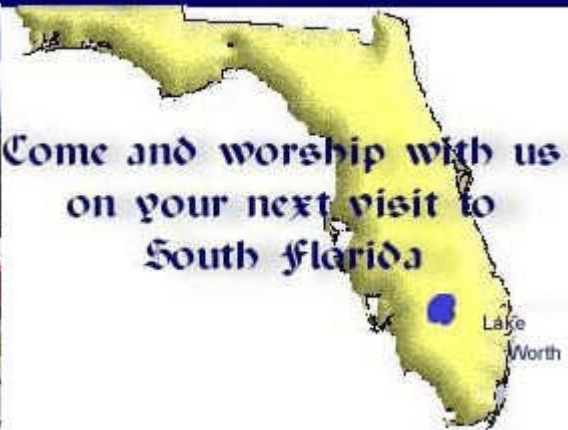 Come and worship with us
on your next visit to
South Florida
Lake
Worth